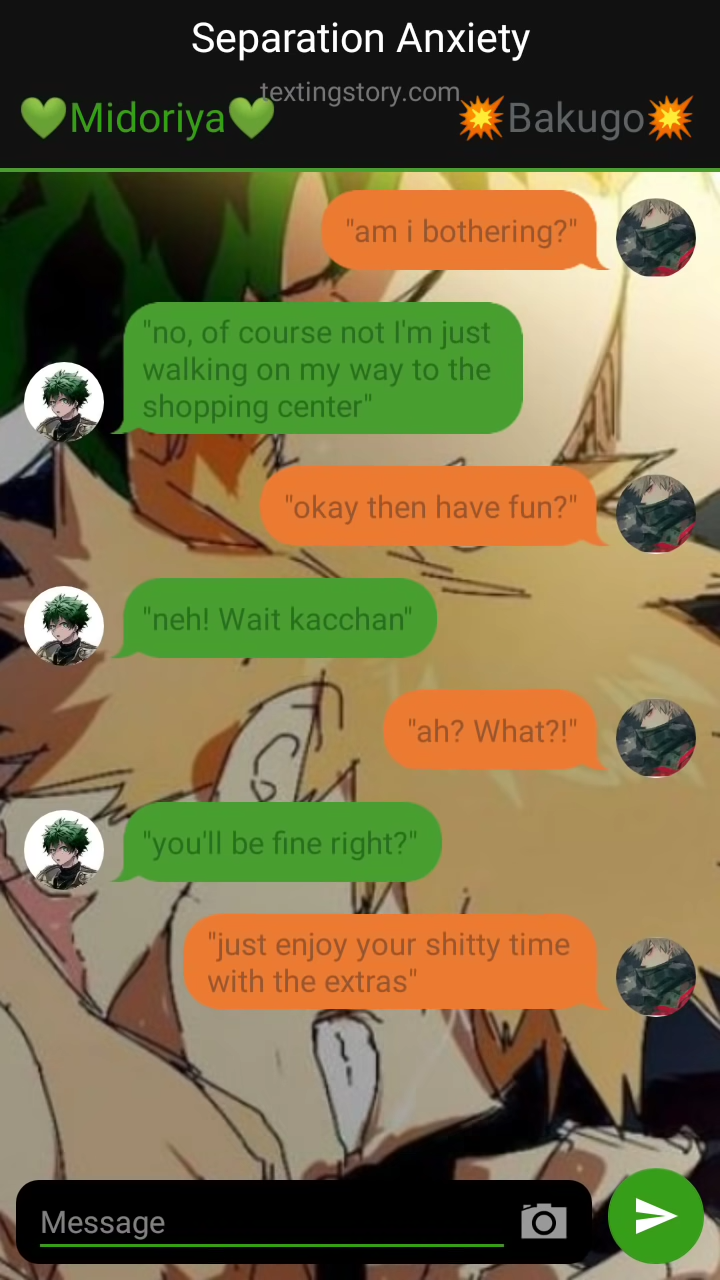 Separation Anxiety
textingstory.com
💚Midoriya💚 💥Bakugo💥
"am i bothering?"
"no, of course not I'm just
walking on my way to the
shopping center"
"okay then have fun?"
"neh! Wait kacchan"
"ah? What?!"
"you'll be fine right?"
"just enjoy your shitty time
with the extras"
Message